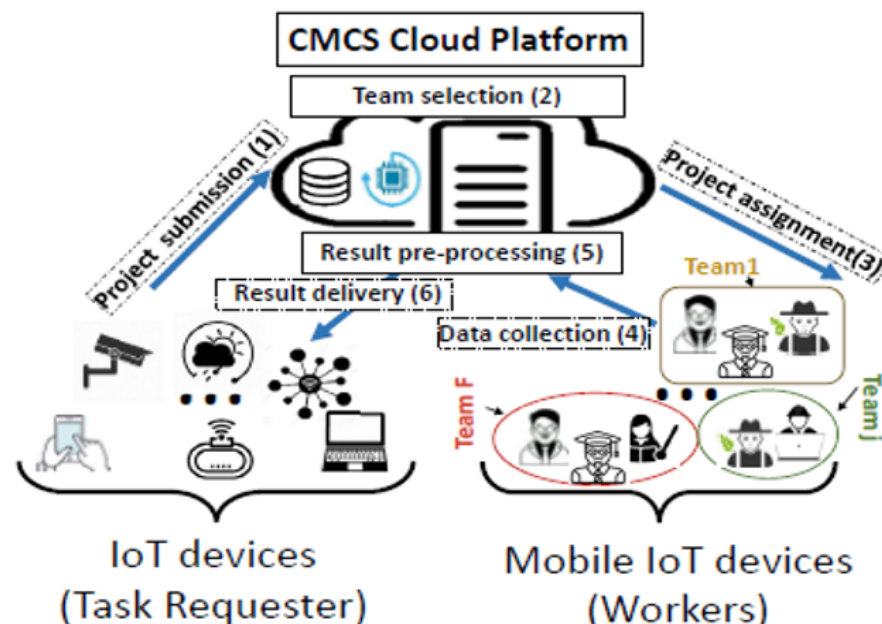 CMCS Cloud Platform
Team selection (2)
Project submission (1)
Project assignment(3)
Result pre-processing (5)
Team1
Result delivery (6)
Data collection (4)
Team F
Team j
IoT devices
(Task Requester)
Mobile IoT devices
(Workers)